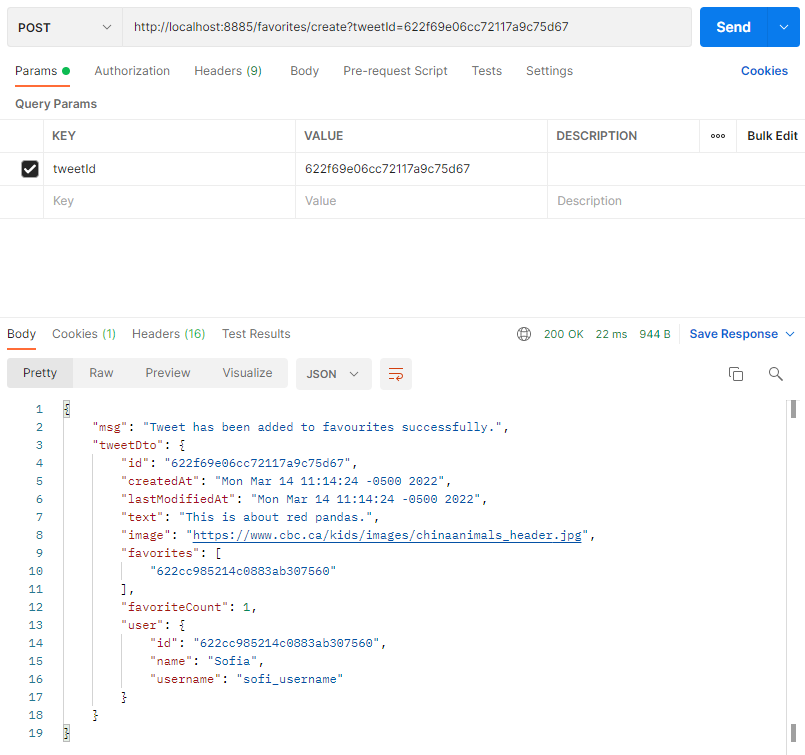 POST http://localhost:8885/favorites/create?tweetId=622f69e06cc72117a9c75d67 Send
Params Authorization Headers (9) Body Pre-request Script Tests Settings Cookies
Query Params
KEY VALUE DESCRIPTION ooo Bulk Edit
tweetId 622f69e06cc72117a9c75d67
Key Value Description
Body Cookies (1) Headers (16) Test Results 200 OK 22 ms 944 B Save Response
Pretty Raw Preview Visualize JSON
1 {
2 "msg": "Tweet has been added to favourites successfully.",
3 "tweetDto": {
4 "id": "622f69e06cc72117a9c75d67",
5 "createdAt": "Mon Mar 14 11:14:24 -0500 2022",
6 "lastModifiedAt": "Mon Mar 14 11:14:24 -0500 2022",
7 "text": "This is about red pandas.",
8 "image": "https://www.cbc.ca/kids/images/chinaanimals_header.jpg",
9 "favorites": [
10 "622cc985214c0883ab307560"
11 ],
12 "favoriteCount": 1,
13 "user": {
14 "id": "622cc985214c0883ab307560",
15 "name": "Sofia",
16 "username": "sofi_username"
17 }
18 }
19 }